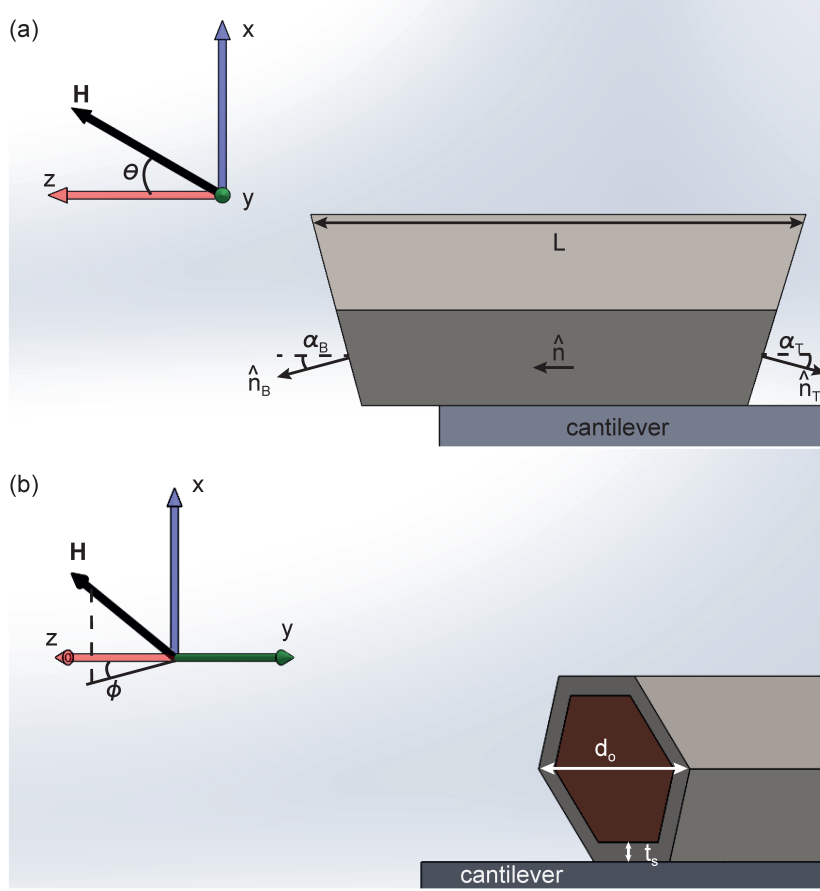 (a)
x
H
θ
z
y
L
α_B
n̂
α_T
n̂_B
n̂_T
cantilever
(b)
x
H
z
y
ϕ
d_o
t_s
cantilever